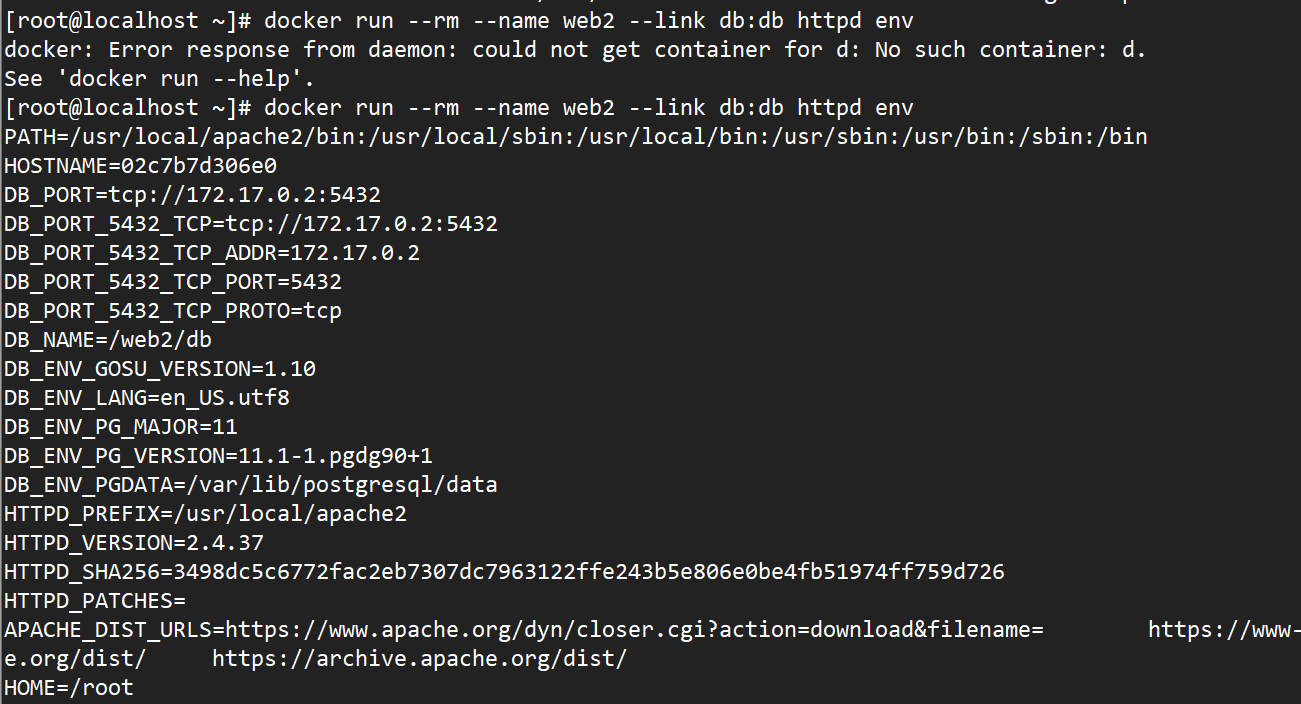 [root@localhost ~]# docker run --rm --name web2 --link db:db httpd env
docker: Error response from daemon: could not get container for d: No such container: d.
See 'docker run --help'.
[root@localhost ~]# docker run --rm --name web2 --link db:db httpd env
PATH=/usr/local/apache2/bin:/usr/local/sbin:/usr/local/bin:/usr/sbin:/usr/bin:/sbin:/bin
HOSTNAME=02c7b7d306e0
DB_PORT=tcp://172.17.0.2:5432
DB_PORT_5432_TCP=tcp://172.17.0.2:5432
DB_PORT_5432_TCP_ADDR=172.17.0.2
DB_PORT_5432_TCP_PORT=5432
DB_PORT_5432_TCP_PROTO=tcp
DB_NAME=/web2/db
DB_ENV_GOSU_VERSION=1.10
DB_ENV_LANG=en_US.utf8
DB_ENV_PG_MAJOR=11
DB_ENV_PG_VERSION=11.1-1.pgdg90+1
DB_ENV_PGDATA=/var/lib/postgresql/data
HTTPD_PREFIX=/usr/local/apache2
HTTPD_VERSION=2.4.37
HTTPD_SHA256=3498dc5c6772fac2eb7307dc7963122ffe243b5e806e0be4fb51974ff759d726
HTTPD_PATCHES=
APACHE_DIST_URLS=https://www.apache.org/dyn/closer.cgi?action=download&filename=        https://www-
e.org/dist/     https://archive.apache.org/dist/
HOME=/root